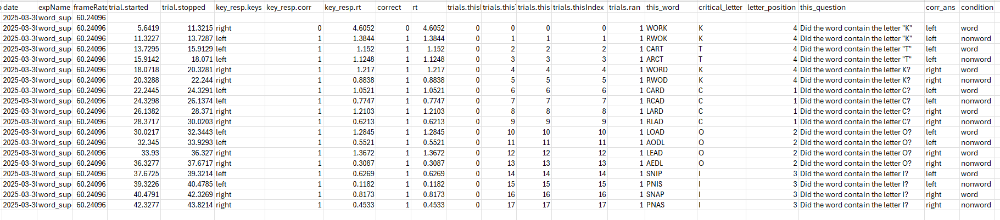 date expName frameRate trial.started trial.stopped key_resp.keys key_resp.corr key_resp.rt correct rt trials.thisl trials.this trials.thisl trials.thisIndex trials.ran this_word critical_letter letter_position this_question corr_ans condition
2025-03-30 word_sup 60.24096
2025-03-30 word_sup 60.24096 5.6419 11.3215 right 0 4.6052 0 4.6052 0 0 0 0 1 WORK K 4 Did the word contain the letter "K" left word
2025-03-30 word_sup 60.24096 11.3227 13.7287 left 1 1.3844 1 1.3844 0 1 1 1 1 RWOK K 4 Did the word contain the letter "K" left nonword
2025-03-30 word_sup 60.24096 13.7295 15.9129 left 1 1.152 1 1.152 0 2 2 2 1 CART T 4 Did the word contain the letter "T" left word
2025-03-30 word_sup 60.24096 15.9142 18.071 left 1 1.1248 1 1.1248 0 3 3 3 1 ARCT T 4 Did the word contain the letter "T" left nonword
2025-03-30 word_sup 60.24096 18.0718 20.3281 right 1 1.217 1 1.217 0 4 4 4 1 WORD K 4 Did the word contain the letter K? right word
2025-03-30 word_sup 60.24096 20.3288 22.244 right 1 0.8838 1 0.8838 0 5 5 5 1 RWOD K 4 Did the word contain the letter K? right nonword
2025-03-30 word_sup 60.24096 22.2445 24.3291 left 1 1.0521 1 1.0521 0 6 6 6 1 CARD C 1 Did the word contain the letter C? left word
2025-03-30 word_sup 60.24096 24.3298 26.1374 left 1 0.7747 1 0.7747 0 7 7 7 1 RCAD C 1 Did the word contain the letter C? left nonword
2025-03-30 word_sup 60.24096 26.1382 28.371 right 1 1.2103 1 1.2103 0 8 8 8 1 LARD C 1 Did the word contain the letter C? right word
2025-03-30 word_sup 60.24096 28.3717 30.0203 right 1 0.6213 1 0.6213 0 9 9 9 1 RLAD C 1 Did the word contain the letter C? right nonword
2025-03-30 word_sup 60.24096 30.0217 32.3443 left 1 1.2845 1 1.2845 0 10 10 10 1 LOAD O 2 Did the word contain the letter O? left word
2025-03-30 word_sup 60.24096 32.345 33.9293 left 1 0.5521 1 0.5521 0 11 11 11 1 AODL O 2 Did the word contain the letter O? left nonword
2025-03-30 word_sup 60.24096 33.93 36.327 right 1 1.3672 1 1.3672 0 12 12 12 1 LEAD O 2 Did the word contain the letter O? right word
2025-03-30 word_sup 60.24096 36.3277 37.6717 right 1 0.3087 1 0.3087 0 13 13 13 1 AEDL O 2 Did the word contain the letter O? right nonword
2025-03-30 word_sup 60.24096 37.6725 39.3214 left 1 0.6269 1 0.6269 0 14 14 14 1 SNIP I 3 Did the word contain the letter I? left word
2025-03-30 word_sup 60.24096 39.3226 40.4785 left 1 0.1182 1 0.1182 0 15 15 15 1 PNIS I 3 Did the word contain the letter I? left nonword
2025-03-30 word_sup 60.24096 40.4791 42.3269 right 1 0.8173 1 0.8173 0 16 16 16 1 SNAP I 3 Did the word contain the letter I? right word
2025-03-30 word_sup 60.24096 42.3277 43.8214 right 1 0.4533 1 0.4533 0 17 17 17 1 PNAS I 3 Did the word contain the letter I? right nonword